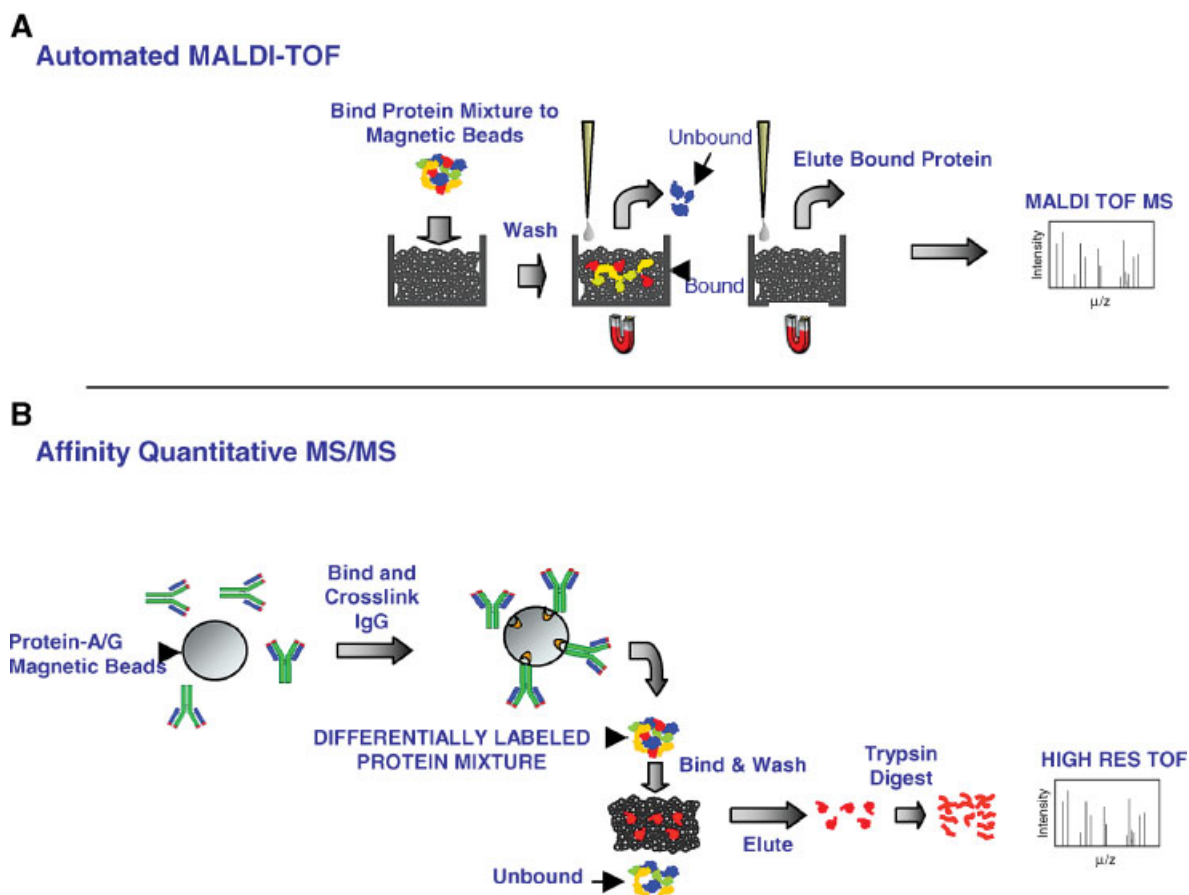 A
Automated MALDI-TOF
Bind Protein Mixture to
Magnetic Beads
Unbound
Elute Bound Protein
MALDI TOF MS
Wash
Bound
Intensity
μ/z
B
Affinity Quantitative MS/MS
Bind and
Crosslink
IgG
Protein-A/G
Magnetic Beads
DIFFERENTIALLY LABELED
PROTEIN MIXTURE
Bind & Wash
Trypsin
Digest
HIGH RES TOF
Elute
Unbound
Intensity
μ/z